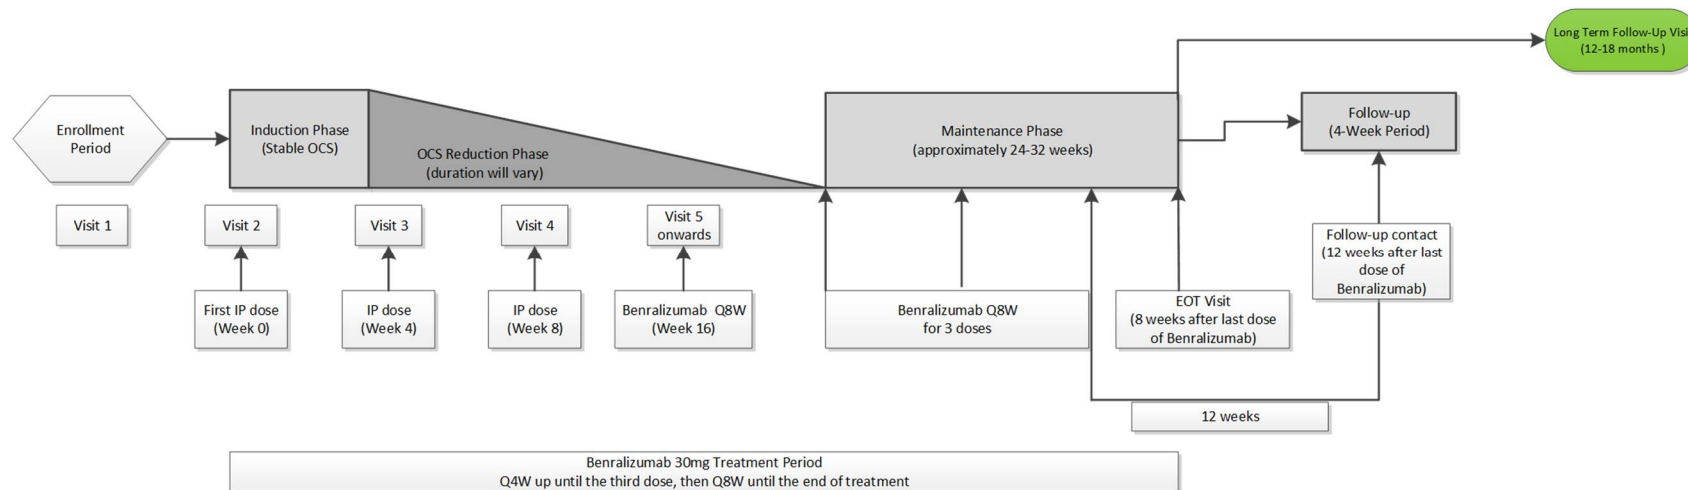 Long Term Follow-Up Visi
(12-18 months )
Enrollment
Period
Induction Phase
(Stable OCS)
OCS Reduction Phase
(duration will vary)
Maintenance Phase
(approximately 24-32 weeks)
Follow-up
(4-Week Period)
Visit 1
Visit 2
Visit 3
Visit 4
Visit 5
onwards
Follow-up contact
(12 weeks after last
dose of
Benralizumab)
First IP dose
(Week 0)
IP dose
(Week 4)
IP dose
(Week 8)
Benralizumab Q8W
(Week 16)
Benralizumab Q8W
for 3 doses
EOT Visit
(8 weeks after last dose
of Benralizumab)
12 weeks
Benralizumab 30mg Treatment Period
Q4W up until the third dose, then Q8W until the end of treatment